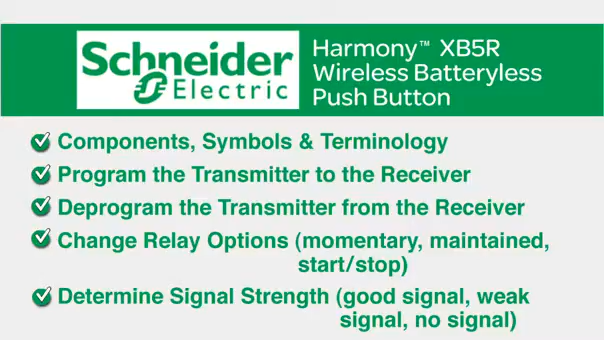 Schneider
Electric
Harmony™ XB5R
Wireless Batteryless
Push Button
Components, Symbols & Terminology
Program the Transmitter to the Receiver
Deprogram the Transmitter from the Receiver
Change Relay Options (momentary, maintained,
start/stop)
Determine Signal Strength (good signal, weak
signal, no signal)